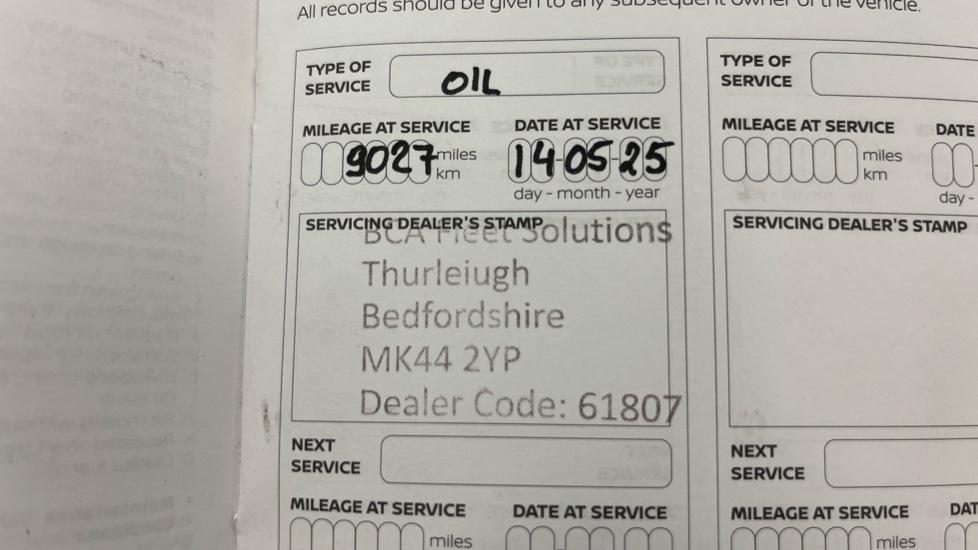 All records should be given to any subsequent owner of the vehicle.
TYPE OF SERVICE OIL
MILEAGE AT SERVICE DATE AT SERVICE
9027 miles km 14-05-25
day - month - year
SERVICING DEALER'S STAMP
BCA Fleet Solutions
Thurleiugh
Bedfordshire
MK44 2YP
Dealer Code: 61807
NEXT SERVICE
MILEAGE AT SERVICE DATE AT SERVICE
miles
TYPE OF SERVICE
MILEAGE AT SERVICE DATE
miles km
day -
SERVICING DEALER'S STAMP
NEXT SERVICE
MILEAGE AT SERVICE DAT
miles